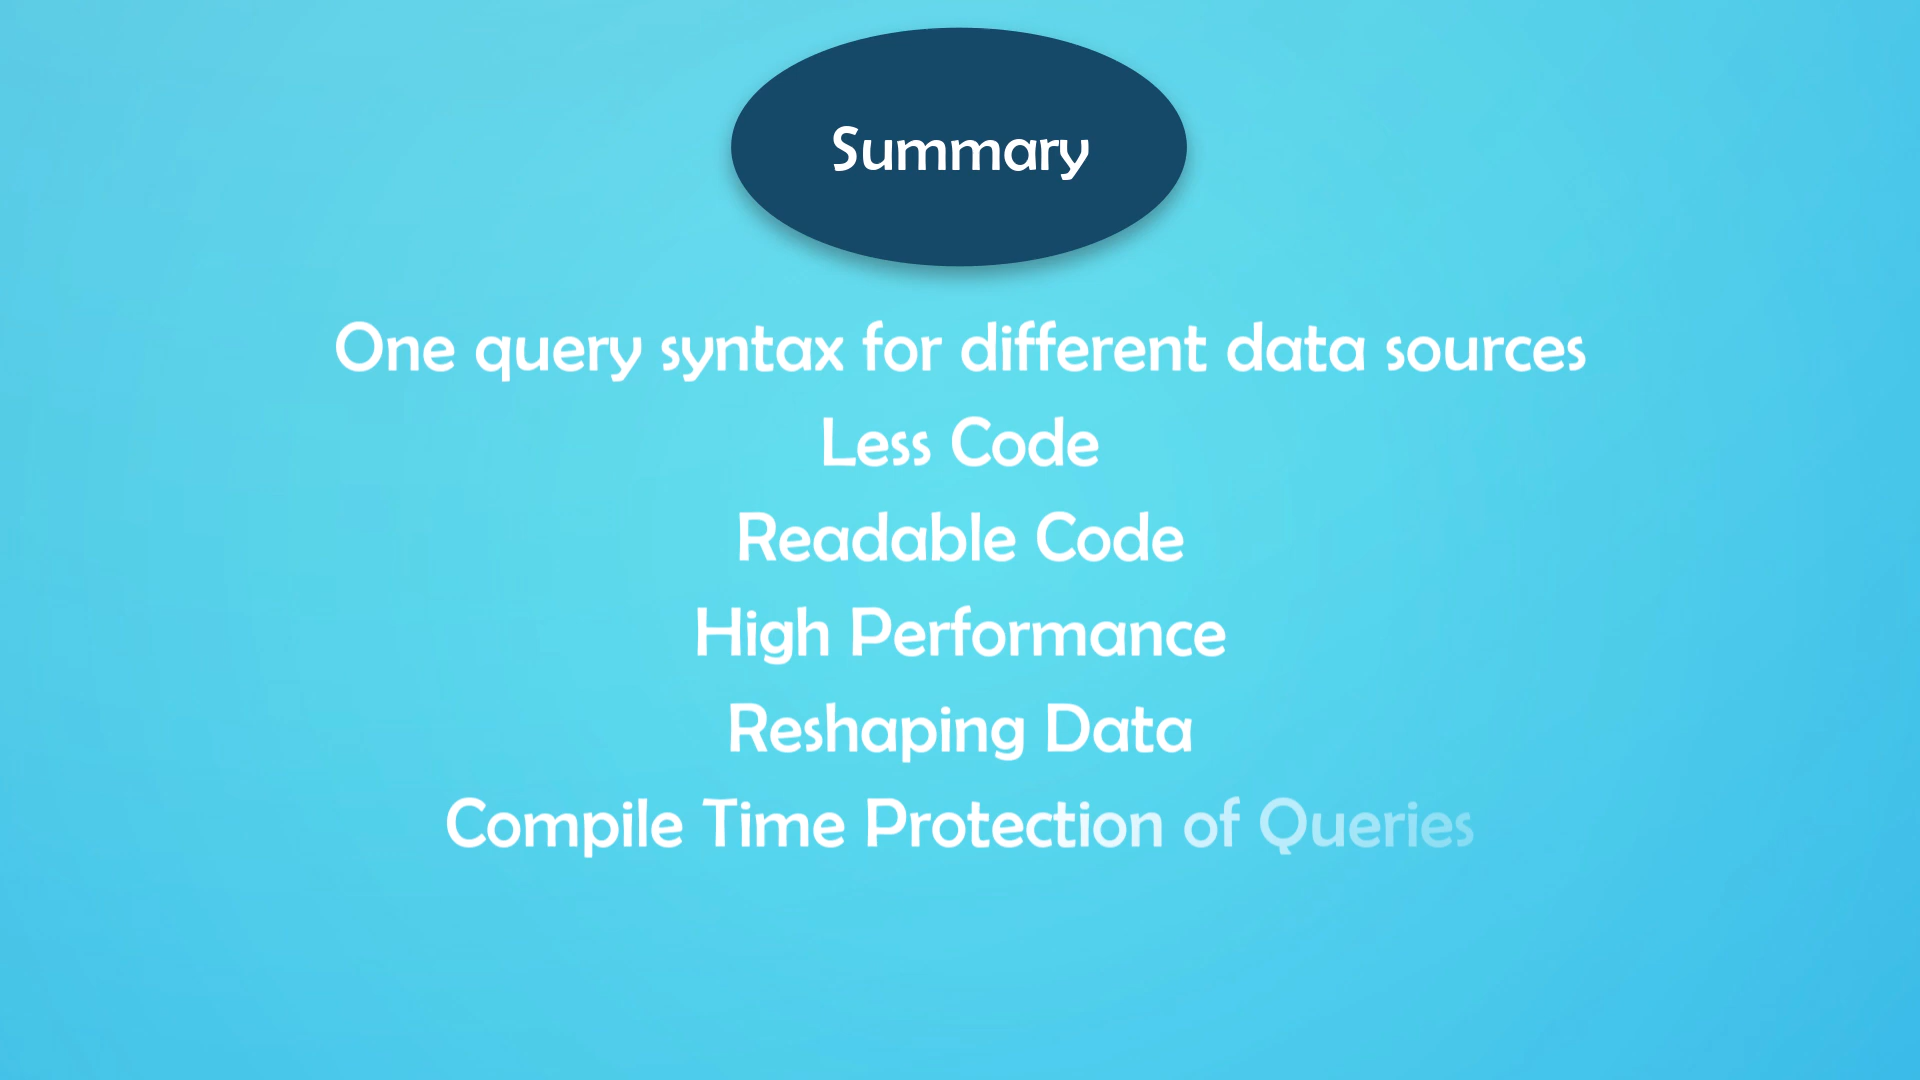 Summary
One query syntax for different data sources
Less Code
Readable Code
High Performance
Reshaping Data
Compile Time Protection of Queries